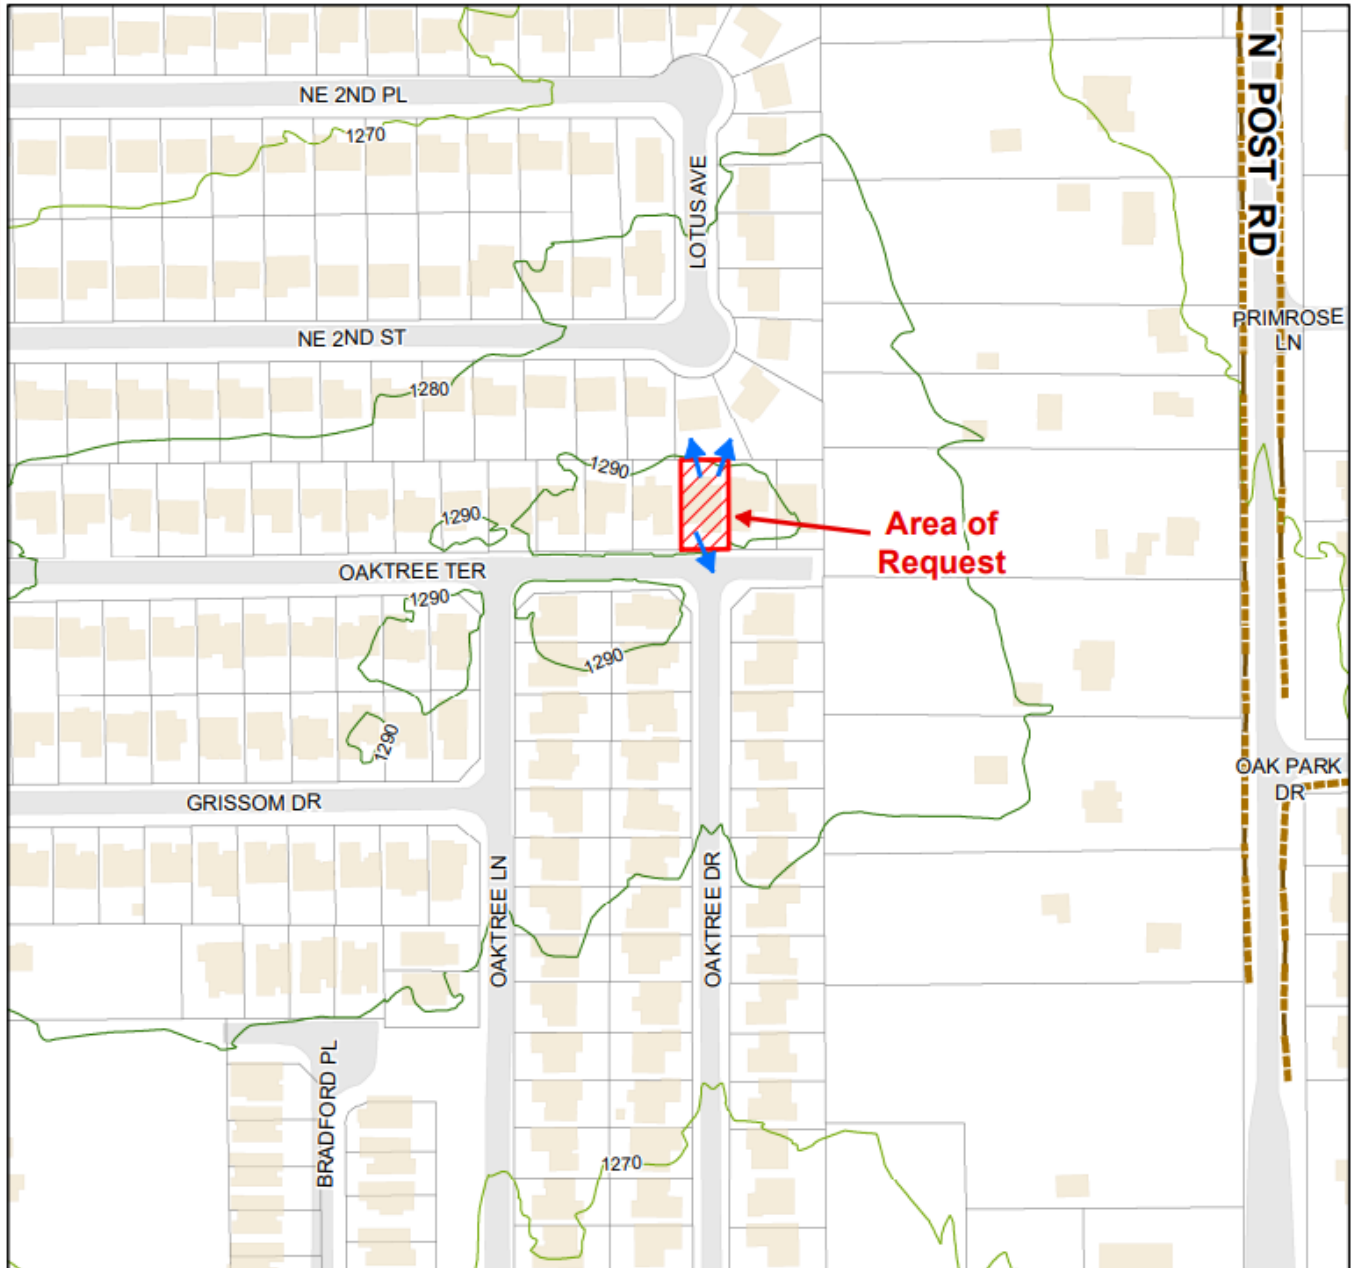 NE 2ND PL
N POST RD
1270
LOTUS AVE
PRIMROSE
LN
NE 2ND ST
1280
1290
1290
Area of
Request
OAKTREE TER
1290
1290
1290
OAK PARK
DR
GRISSOM DR
OAKTREE LN
OAKTREE DR
BRADFORD PL
1270